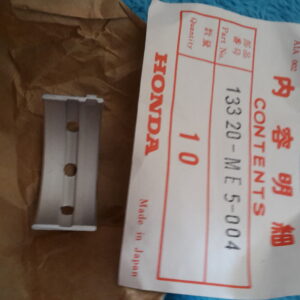 内容明細
CONTENTS
部品番号
Part No.
13320-ME5-004
数量
Quantity
10
HONDA
Made in Japan